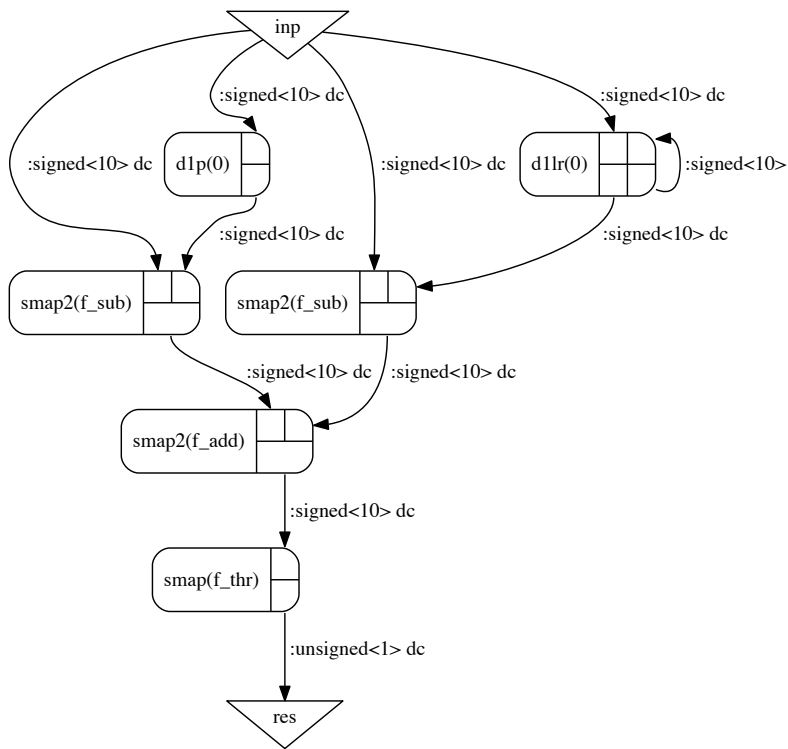 inp
:signed<10> dc
:signed<10> dc
:signed<10> dc
d1p(0)
:signed<10> dc
d1lr(0)
:signed<10>
:signed<10> dc
:signed<10> dc
smap2(f_sub)
smap2(f_sub)
:signed<10> dc
:signed<10> dc
smap2(f_add)
:signed<10> dc
smap(f_thr)
:unsigned<1> dc
res